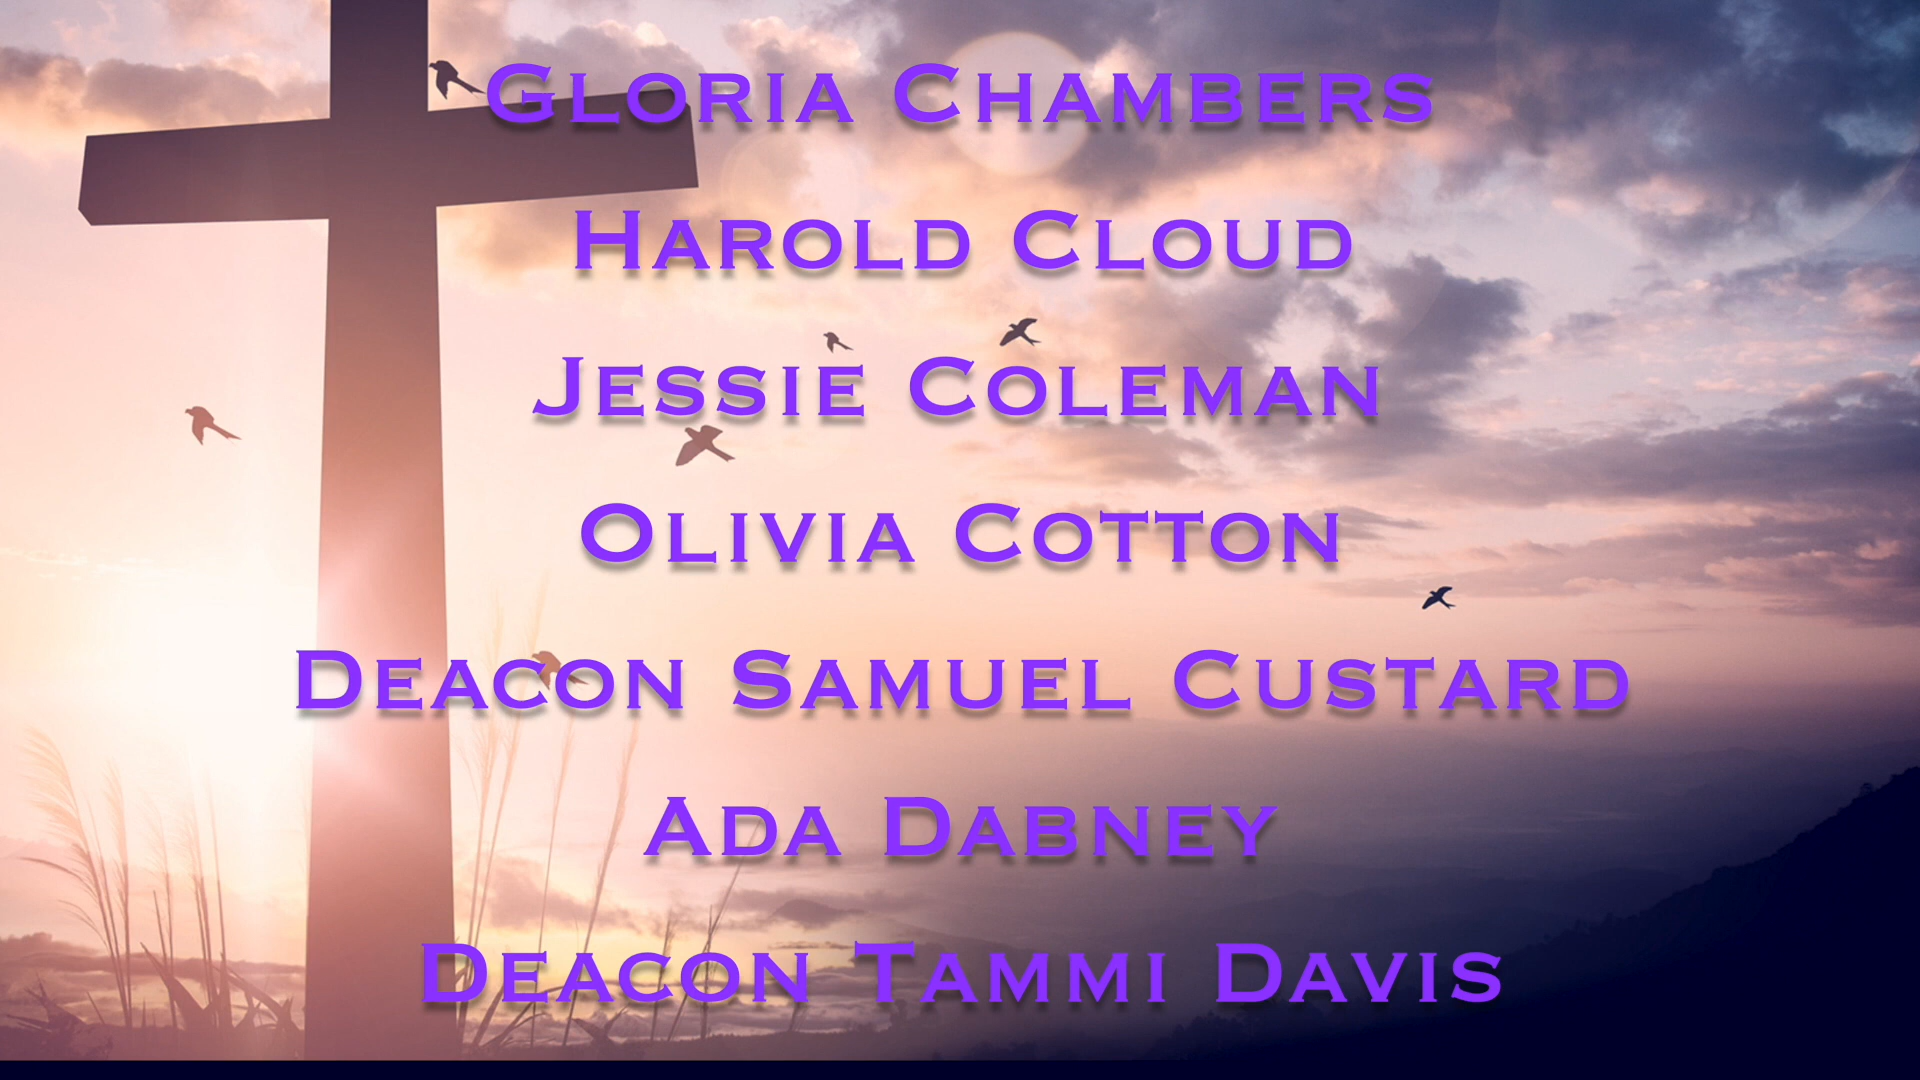 Gloria Chambers
Harold Cloud
Jessie Coleman
Olivia Cotton
Deacon Samuel Custard
Ada Dabney
Deacon Tammi Davis